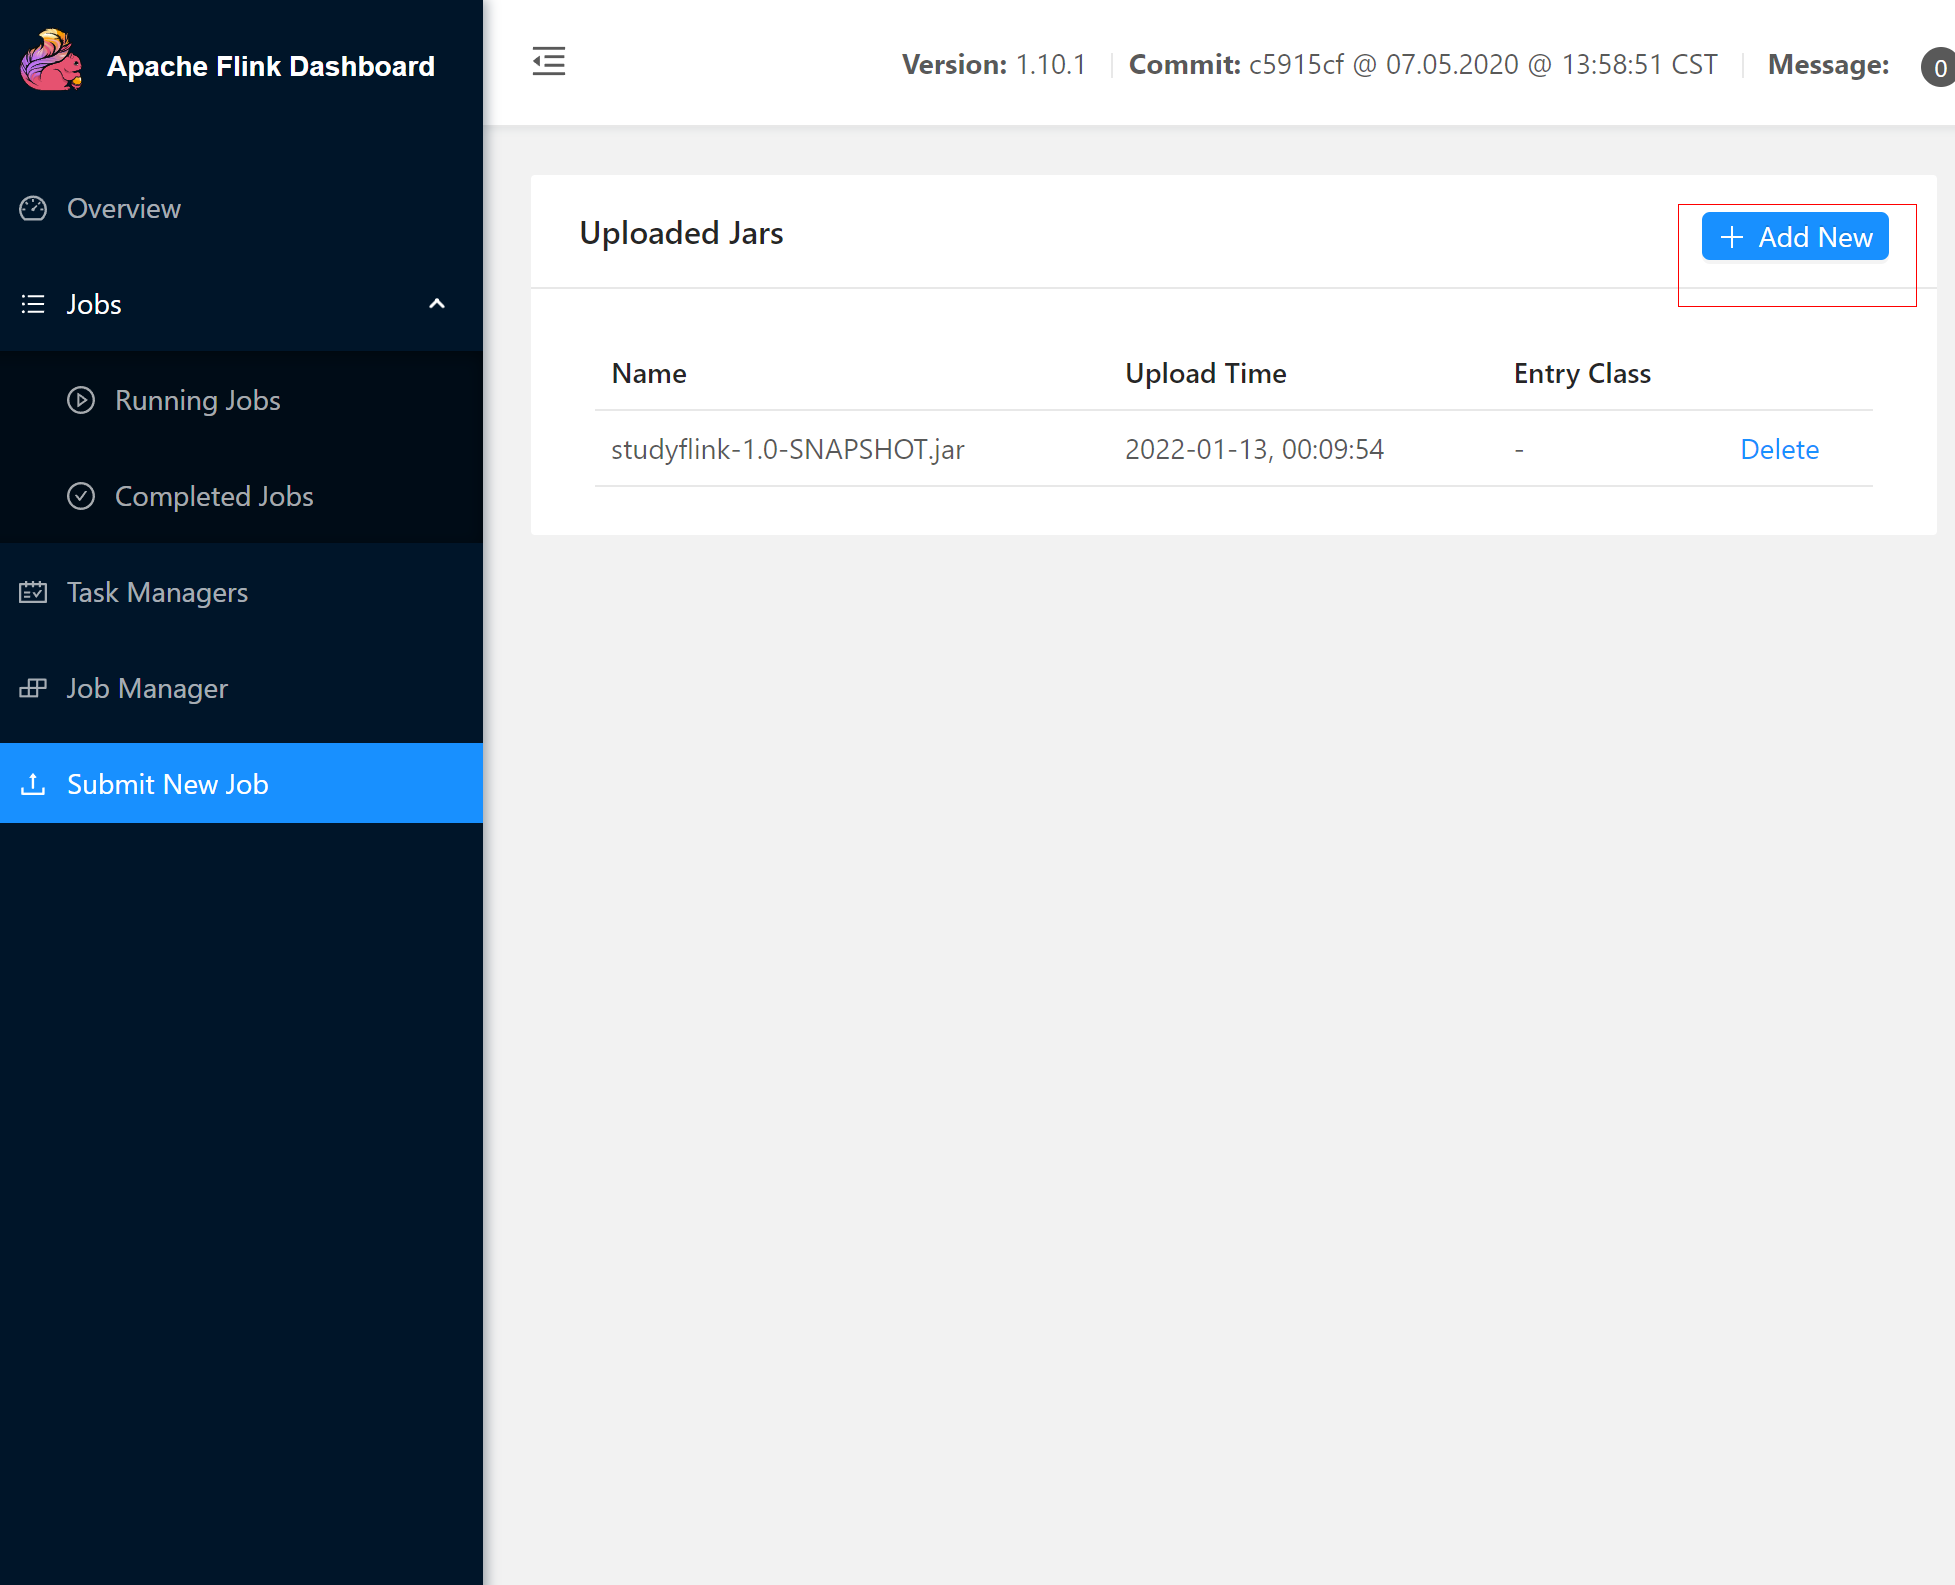 Apache Flink Dashboard
Version: 1.10.1 Commit: c5915cf @ 07.05.2020 @ 13:58:51 CST Message: 0
Overview
Jobs
Running Jobs
Completed Jobs
Task Managers
Job Manager
Submit New Job
Uploaded Jars
Add New
Name Upload Time Entry Class
studyflink-1.0-SNAPSHOT.jar 2022-01-13, 00:09:54 - Delete